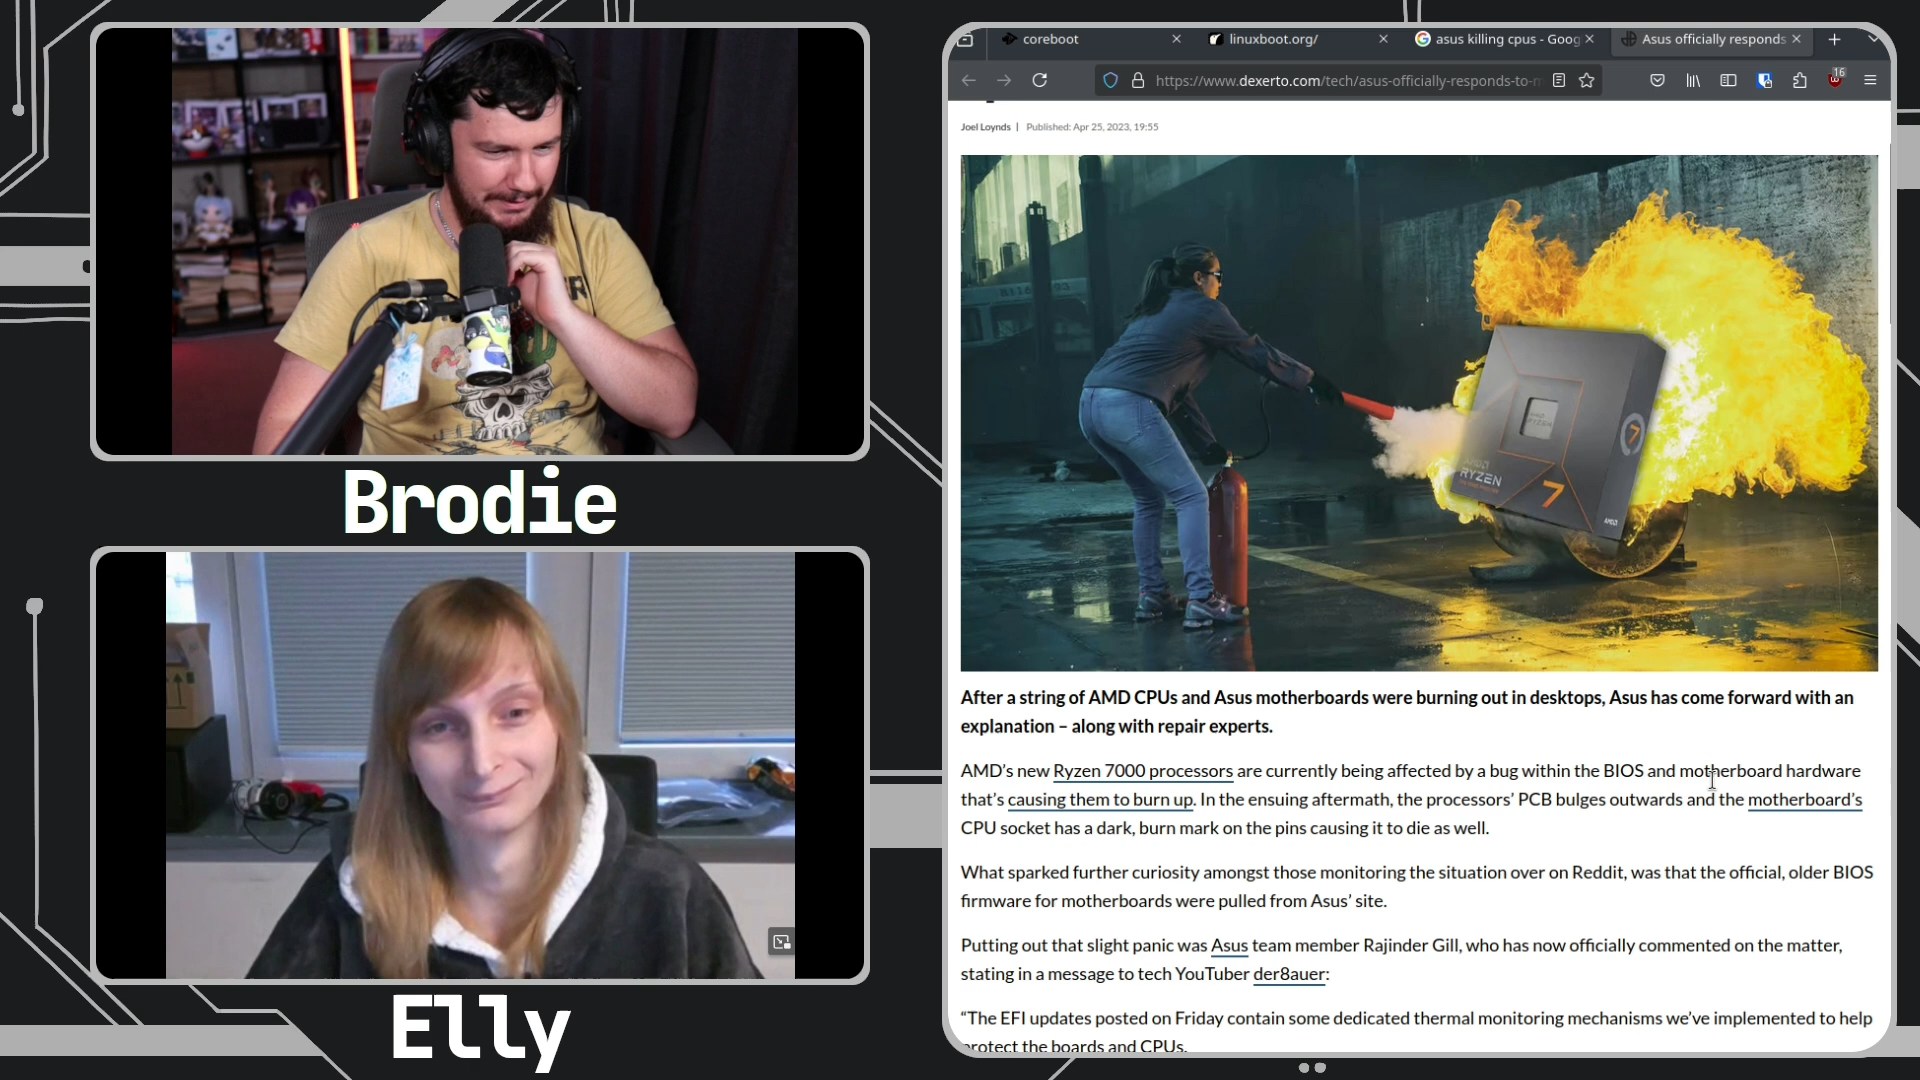 coreboot
linuxboot.org/
asus killing cpus - Goog
Asus officially responds
https://www.dexerto.com/tech/asus-officially-responds-to-
16
Joel Loynds | Published: Apr 25, 2023, 19:55
RYZEN
7
7
AMD
After a string of AMD CPUs and Asus motherboards were burning out in desktops, Asus has come forward with an
explanation – along with repair experts.
AMD's new Ryzen 7000 processors are currently being affected by a bug within the BIOS and motherboard hardware
that's causing them to burn up. In the ensuing aftermath, the processors' PCB bulges outwards and the motherboard's
CPU socket has a dark, burn mark on the pins causing it to die as well.
What sparked further curiosity amongst those monitoring the situation over on Reddit, was that the official, older BIOS
firmware for motherboards were pulled from Asus' site.
Putting out that slight panic was Asus team member Rajinder Gill, who has now officially commented on the matter,
stating in a message to tech YouTuber der8auer:
“The EFI updates posted on Friday contain some dedicated thermal monitoring mechanisms we've implemented to help
protect the boards and CPUs.
Brodie
Elly